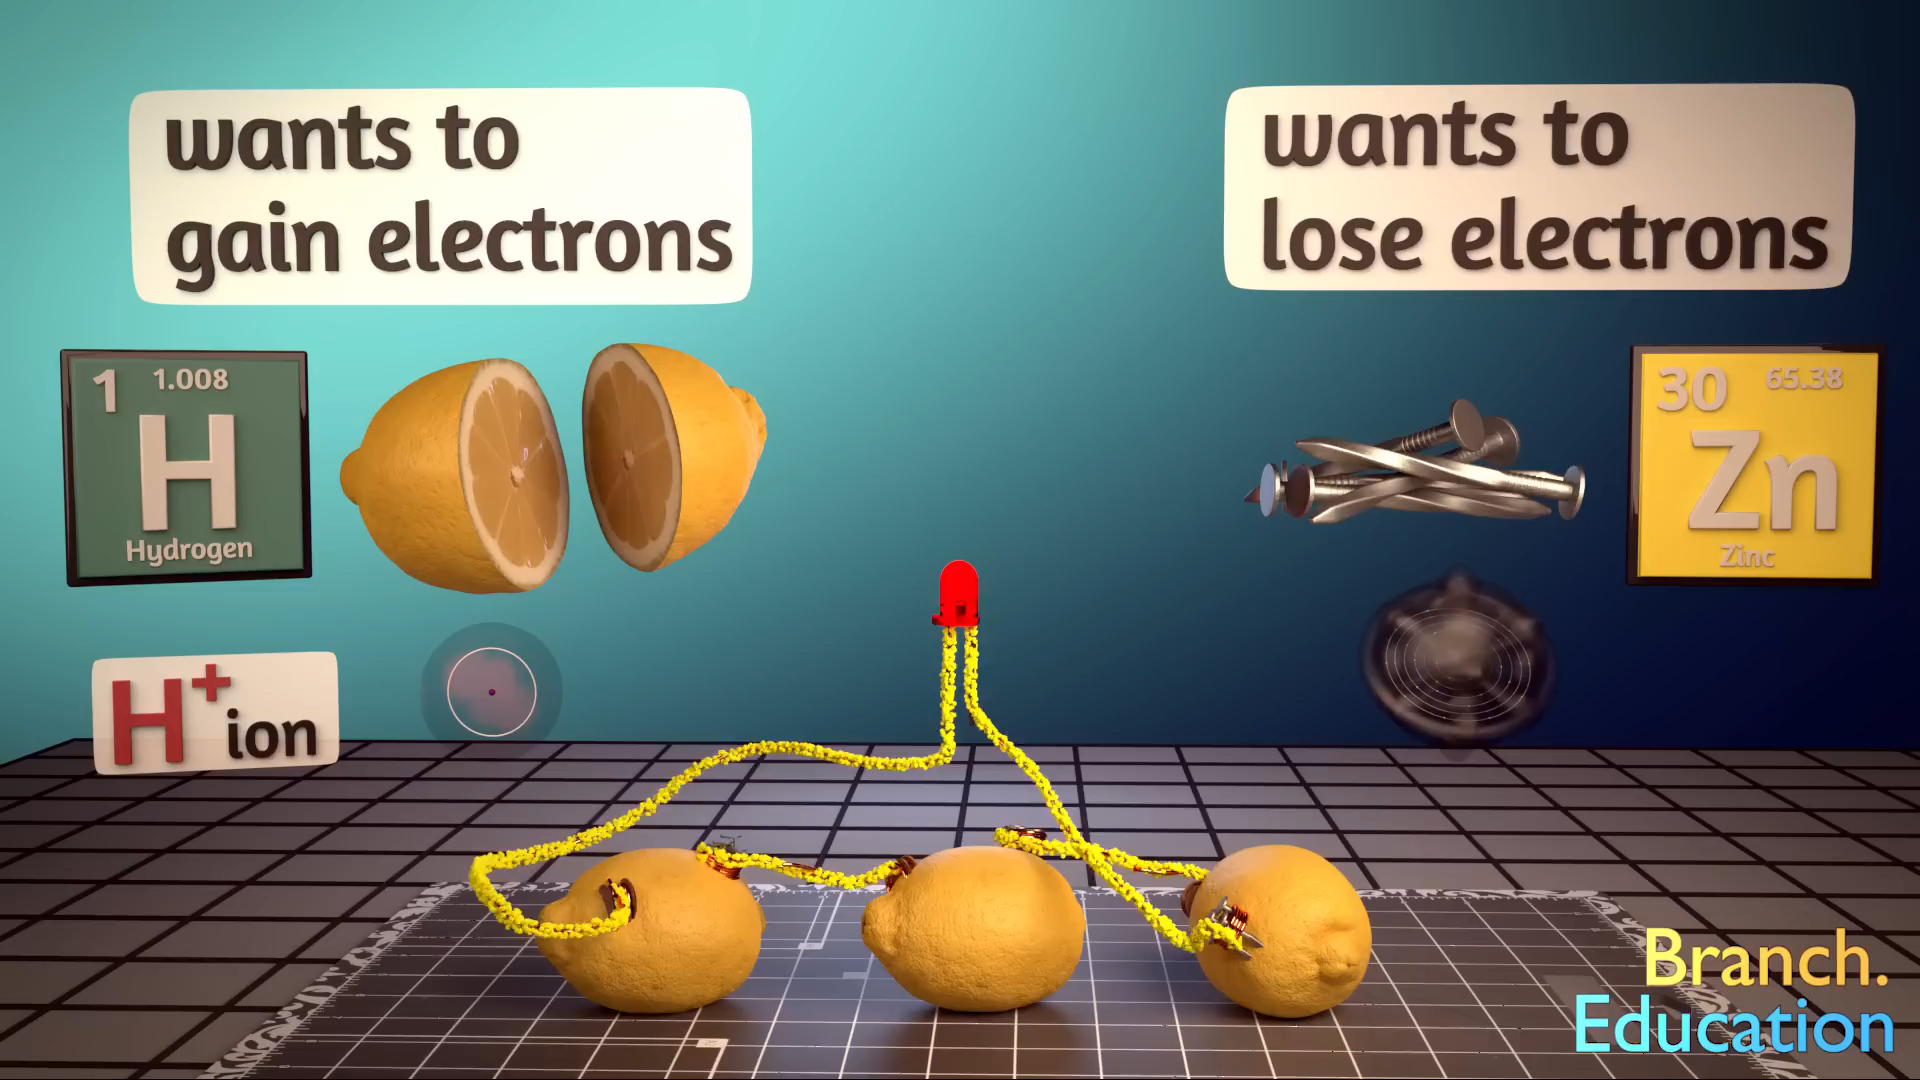 wants to
gain electrons
wants to
lose electrons
1 1.008
H
Hydrogen
30 65.38
Zn
Zinc
H+ ion
Branch.
Education